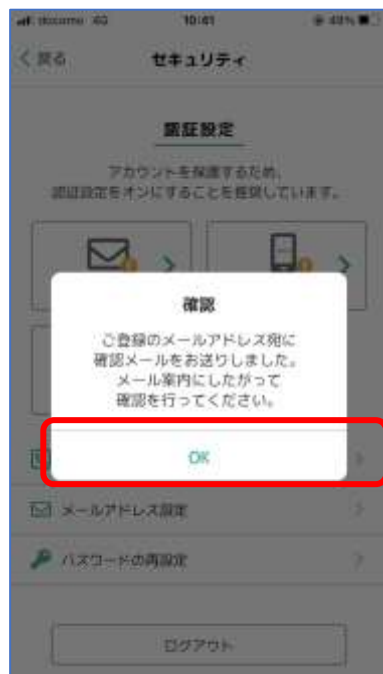 docomo 4G 10:41 49%
戻る セキュリティ
認証設定
アカウントを保護するため、
認証設定をオンにすることを推奨しています。
確認
ご登録のメールアドレス宛に
確認メールをお送りしました。
メール案内にしたがって
確認を行ってください。
OK
メールアドレス設定
パスワードの再設定
ログアウト